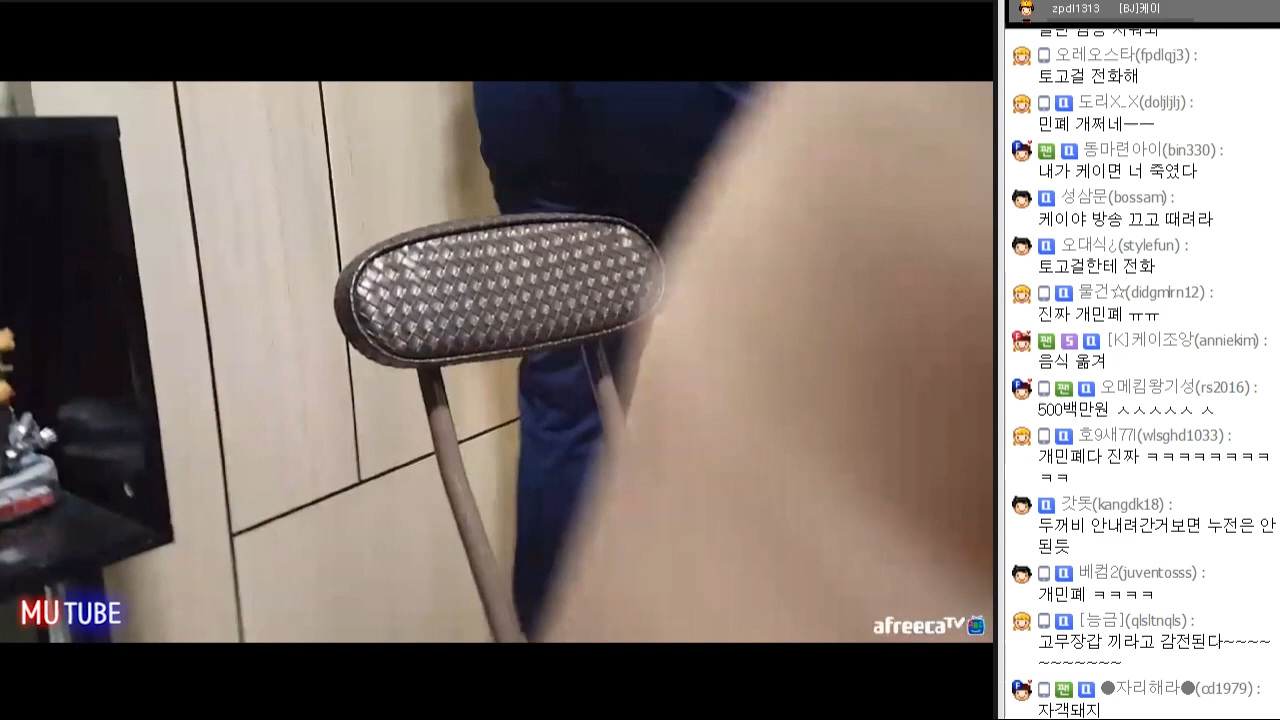 zpdl1313 [BJ]케이
오레오스타(fpdlqj3) :
토고걸 전화해
도리X_X(doljljlj) :
민폐 개쩌네ㅡㅡ
동마련아이(bin330) :
내가 케이면 너 죽였다
성삼문(bossam) :
케이야 방송 끄고 때려라
오대식¿(stylefun) :
토고걸한테 전화
물건☆(didgmlrn12) :
진짜 개민폐 ㅠㅠ
[K]케이조앙(anniekim) :
음식 옮겨
오메킴왕기성(rs2016) :
500백만원 ㅅㅅㅅㅅㅅ ㅅ
호9새77l(wlsghd1033) :
개민폐다 진짜 ㅋㅋㅋㅋㅋㅋㅋㅋ
ㅋㅋ
갓돗(kangdk18) :
두꺼비 안내려간거보면 누전은 안
된듯
베컴2(juventosss) :
개민폐 ㅋㅋㅋㅋ
[능금](qlsltnqls) :
고무장갑 끼라고 감전된다~~~~
~~~~~~~~~~~
●자리해라●(cd1979) :
자객돼지
MUTUBE
afreecaTV